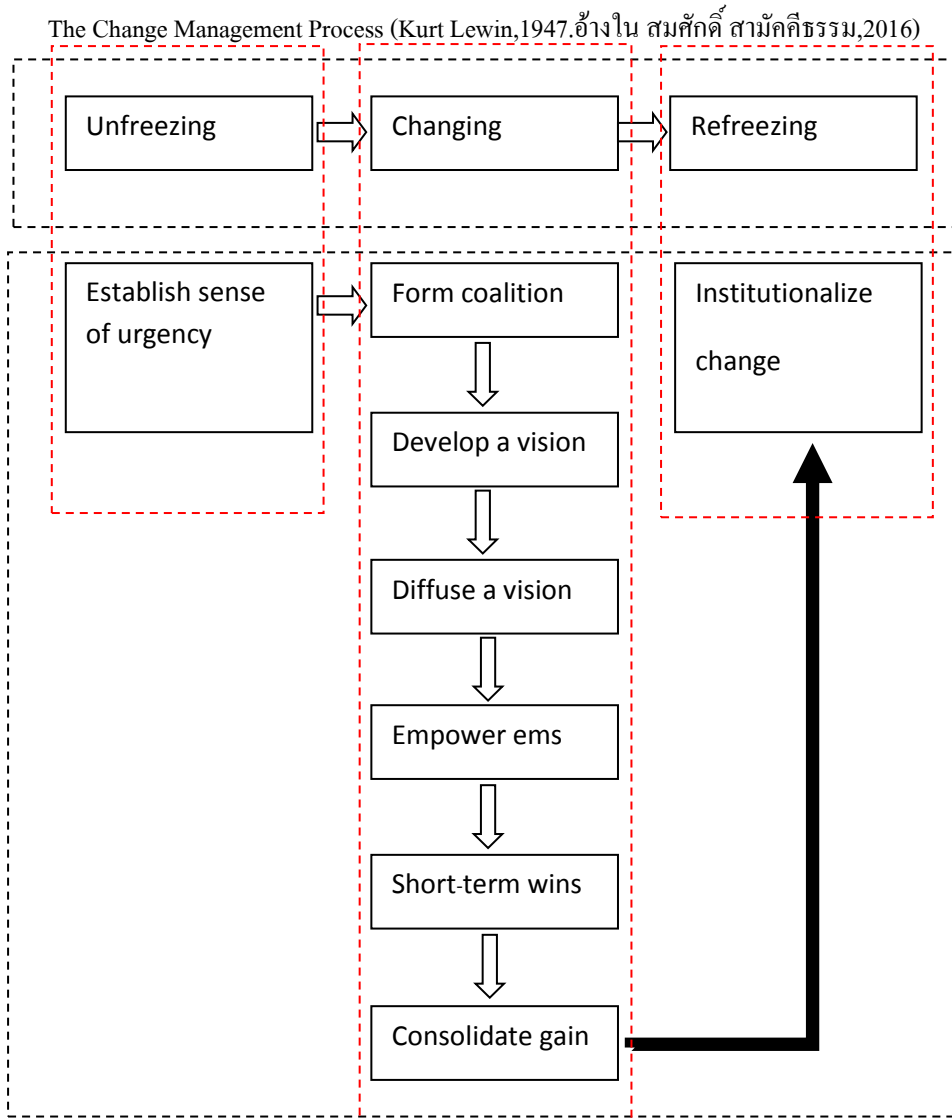 The Change Management Process (Kurt Lewin,1947.อ้างใน สมศักดิ์ สามัคคีธรรม,2016)
Unfreezing
Changing
Refreezing
Establish sense
of urgency
Form coalition
Develop a vision
Diffuse a vision
Empower ems
Short-term wins
Consolidate gain
Institutionalize
change